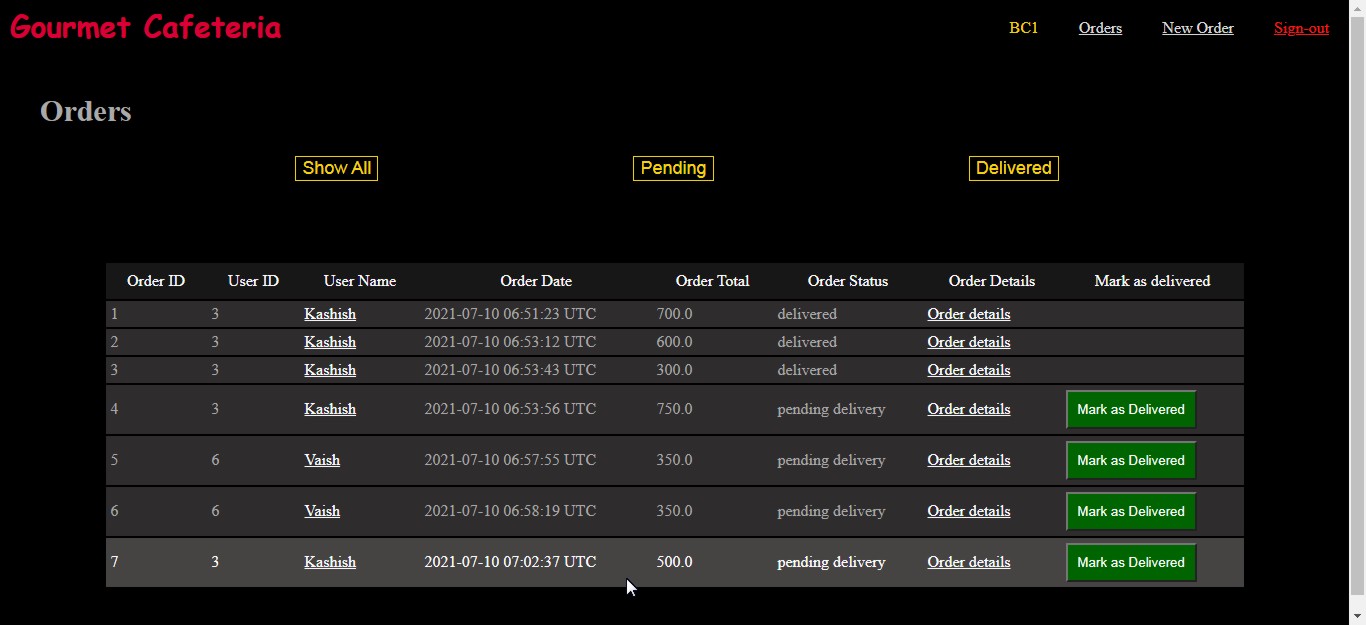 Gourmet Cafeteria BC1 Orders New Order Sign-out
Orders
Show All Pending Delivered
Order ID User ID User Name Order Date Order Total Order Status Order Details Mark as delivered
1 3 Kashish 2021-07-10 06:51:23 UTC 700.0 delivered Order details
2 3 Kashish 2021-07-10 06:53:12 UTC 600.0 delivered Order details
3 3 Kashish 2021-07-10 06:53:43 UTC 300.0 delivered Order details
4 3 Kashish 2021-07-10 06:53:56 UTC 750.0 pending delivery Order details Mark as Delivered
5 6 Vaish 2021-07-10 06:57:55 UTC 350.0 pending delivery Order details Mark as Delivered
6 6 Vaish 2021-07-10 06:58:19 UTC 350.0 pending delivery Order details Mark as Delivered
7 3 Kashish 2021-07-10 07:02:37 UTC 500.0 pending delivery Order details Mark as Delivered